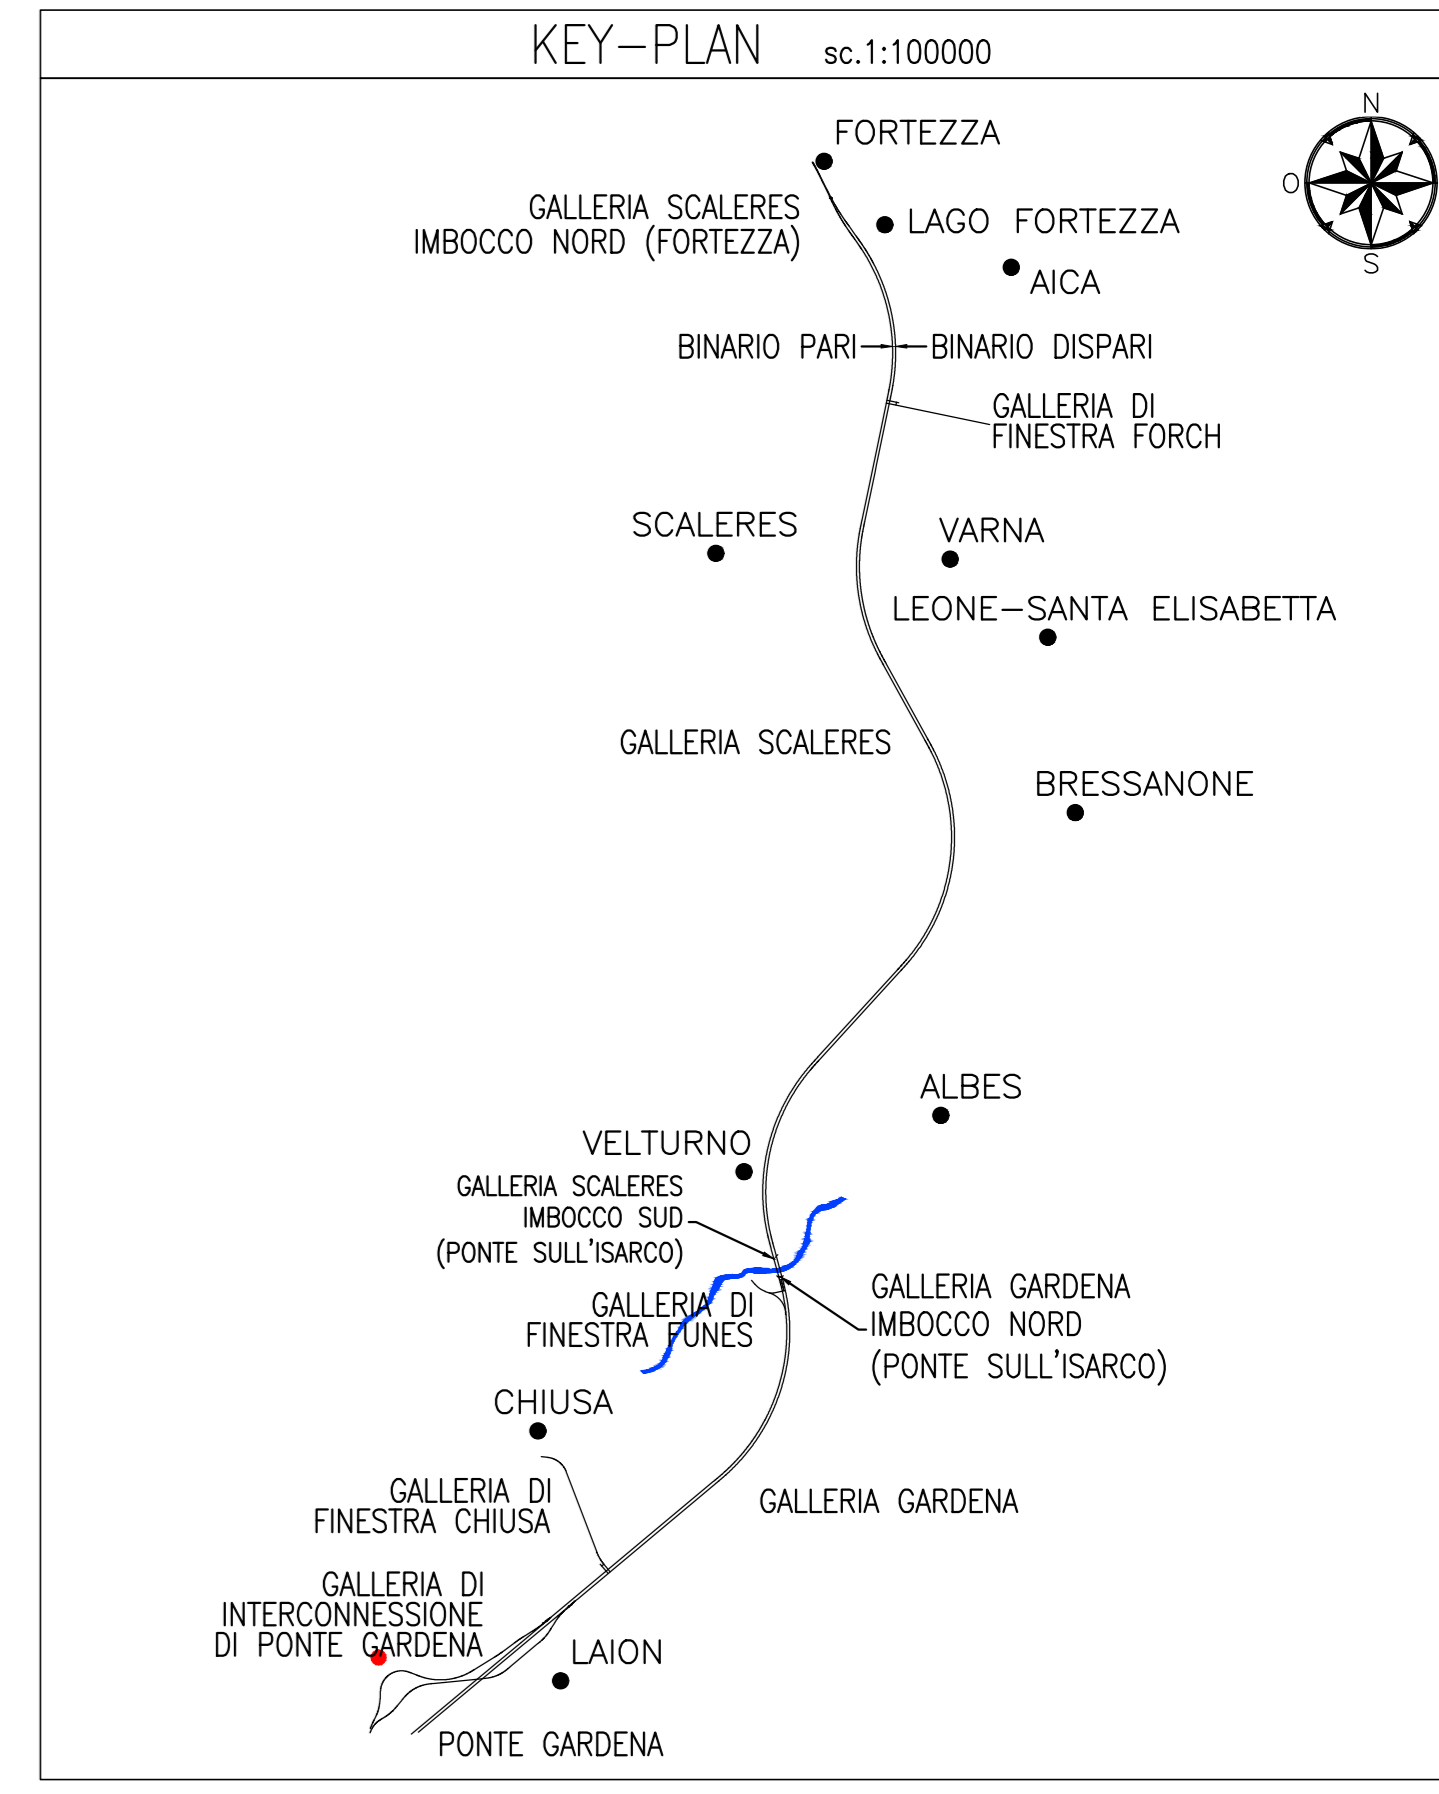 KEY-PLAN sc.1:100000
N
O
S
FORTEZZA
GALLERIA SCALERES
IMBOCCO NORD (FORTEZZA)
LAGO FORTEZZA
AICA
BINARIO PARI
BINARIO DISPARI
GALLERIA DI
FINESTRA FORCH
SCALERES
VARNA
LEONE-SANTA ELISABETTA
GALLERIA SCALERES
BRESSANONE
ALBES
VELTURNO
GALLERIA SCALERES
IMBOCCO SUD
(PONTE SULL'ISARCO)
GALLERIA GARDENA
IMBOCCO NORD
(PONTE SULL'ISARCO)
GALLERIA DI
FINESTRA FUNES
CHIUSA
GALLERIA DI
FINESTRA CHIUSA
GALLERIA GARDENA
GALLERIA DI
INTERCONNESSIONE
DI PONTE GARDENA
LAION
PONTE GARDENA